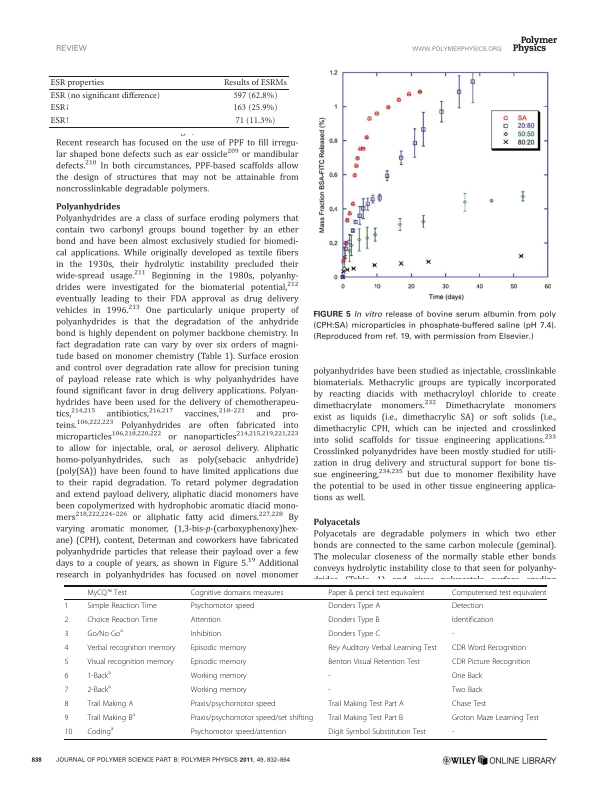 REVIEW
WWW.POLYMERPHYSICS.ORG
Polymer
Physics
ESR properties Results of ESRMs
ESR (no significant difference) 397 (62.8%)
ESR↓ 163 (25.9%)
ESR↑ 71 (11.3%)
Recent research has focused on the use of PPF to fill irregu-
lar shaped bone defects such as ear ossicle209 or mandibular
defects.210 In both circumstances, PPF-based scaffolds allow
the design of structures that may not be attainable from
noncrosslinkable degradable polymers.
Polyanhydrides
Polyanhydrides are a class of surface eroding polymers that
contain two carbonyl groups bound together by an ether
bond and have been almost exclusively studied for biomedi-
cal applications. While originally developed as textile fibers
in the 1930s, their hydrolytic instability precluded their
wide-spread usage.211 Beginning in the 1980s, polyanhy-
drides were investigated for the biomaterial potential,212
eventually leading to their FDA approval as drug delivery
vehicles in 1996.213 One particularly unique property of
polyanhydrides is that the degradation of the anhydride
bond is highly dependent on polymer backbone chemistry. In
fact degradation rate can vary by over six orders of magni-
tude based on monomer chemistry (Table 1). Surface erosion
and control over degradation rate allow for precision tuning
of payload release rate which is why polyanhydrides have
found significant favor in drug delivery applications. Polyan-
hydrides have been used for the delivery of chemotherapeu-
tics,214,215 antibiotics,216,217 vaccines,218–221 and pro-
teins.106,222,223 Polyanhydrides are often fabricated into
microparticles106,218,220,222 or nanoparticles214,215,219,221,223
to allow for injectable, oral, or aerosol delivery. Aliphatic
homo-polyanhydrides, such as poly(sebacic anhydride)
(poly(SA)) have been found to have limited applications due
to their rapid degradation. To retard polymer degradation
and extend payload delivery, aliphatic diacid monomers have
been copolymerized with hydrophobic aromatic diacid mono-
mers218,222,224–226 or aliphatic fatty acid dimers.227,228 By
varying aromatic monomer, (1,3-bis-p-(carboxyphenoxy)hex-
ane) (CPH), content, Determan and coworkers have fabricated
polyanhydride particles that release their payload over a few
days to a couple of years, as shown in Figure 5.19 Additional
research in polyanhydrides has focused on novel monomer
Mass Fraction BSA-FITC Released (%)
1.2
1
0.8
0.6
0.4
0.2
0
0 10 20 30 40 50 60
Time (days)
SA
20:80
50:50
80:20
FIGURE 5 In vitro release of bovine serum albumin from poly
(CPH:SA) microparticles in phosphate-buffered saline (pH 7.4).
(Reproduced from ref. 19, with permission from Elsevier.)
polyanhydrides have been studied as injectable, crosslinkable
biomaterials. Methacrylic groups are typically incorporated
by reacting diacids with methacryloyl chloride to create
dimethacrylate monomers.232 Dimethacrylate monomers
exist as liquids (i.e., dimethacrylic SA) or soft solids (i.e.,
dimethacrylic CPH, which can be injected and crosslinked
into solid scaffolds for tissue engineering applications.233
Crosslinked polyanhydrides have been mostly studied for utili-
zation in drug delivery and structural support for bone tis-
sue engineering,234,235 but due to monomer flexibility have
the potential to be used in other tissue engineering applica-
tions as well.
Polyacetals
Polyacetals are degradable polymers in which two ether
bonds are connected to the same carbon molecule (geminal).
The molecular closeness of the normally stable ether bonds
conveys hydrolytic instability close to that seen for polyanhy-
MyCQ™ Test Cognitive domains measures Paper & pencil test equivalent Computerised test equivalent
1 Simple Reaction Time Psychomotor speed Donders Type A Detection
2 Choice Reaction Time Attention Donders Type B Identification
3 Go/No Goa Inhibition Donders Type C -
4 Verbal recognition memory Episodic memory Rey Auditory Verbal Learning Test CDR Word Recognition
5 Visual recognition memory Episodic memory Benton Visual Retention Test CDR Picture Recognition
6 1-Backa Working memory - One Back
7 2-Backa Working memory - Two Back
8 Trail Making A Praxis/psychomotor speed Trail Making Test Part A Chase Test
9 Trail Making Ba Praxis/psychomotor speed/set shifting Trail Making Test Part B Groton Maze Learning Test
10 Codinga Psychomotor speed/attention Digit Symbol Substitution Test -
838 JOURNAL OF POLYMER SCIENCE PART B: POLYMER PHYSICS 2011, 49, 832–864
WILEY ONLINE LIBRARY